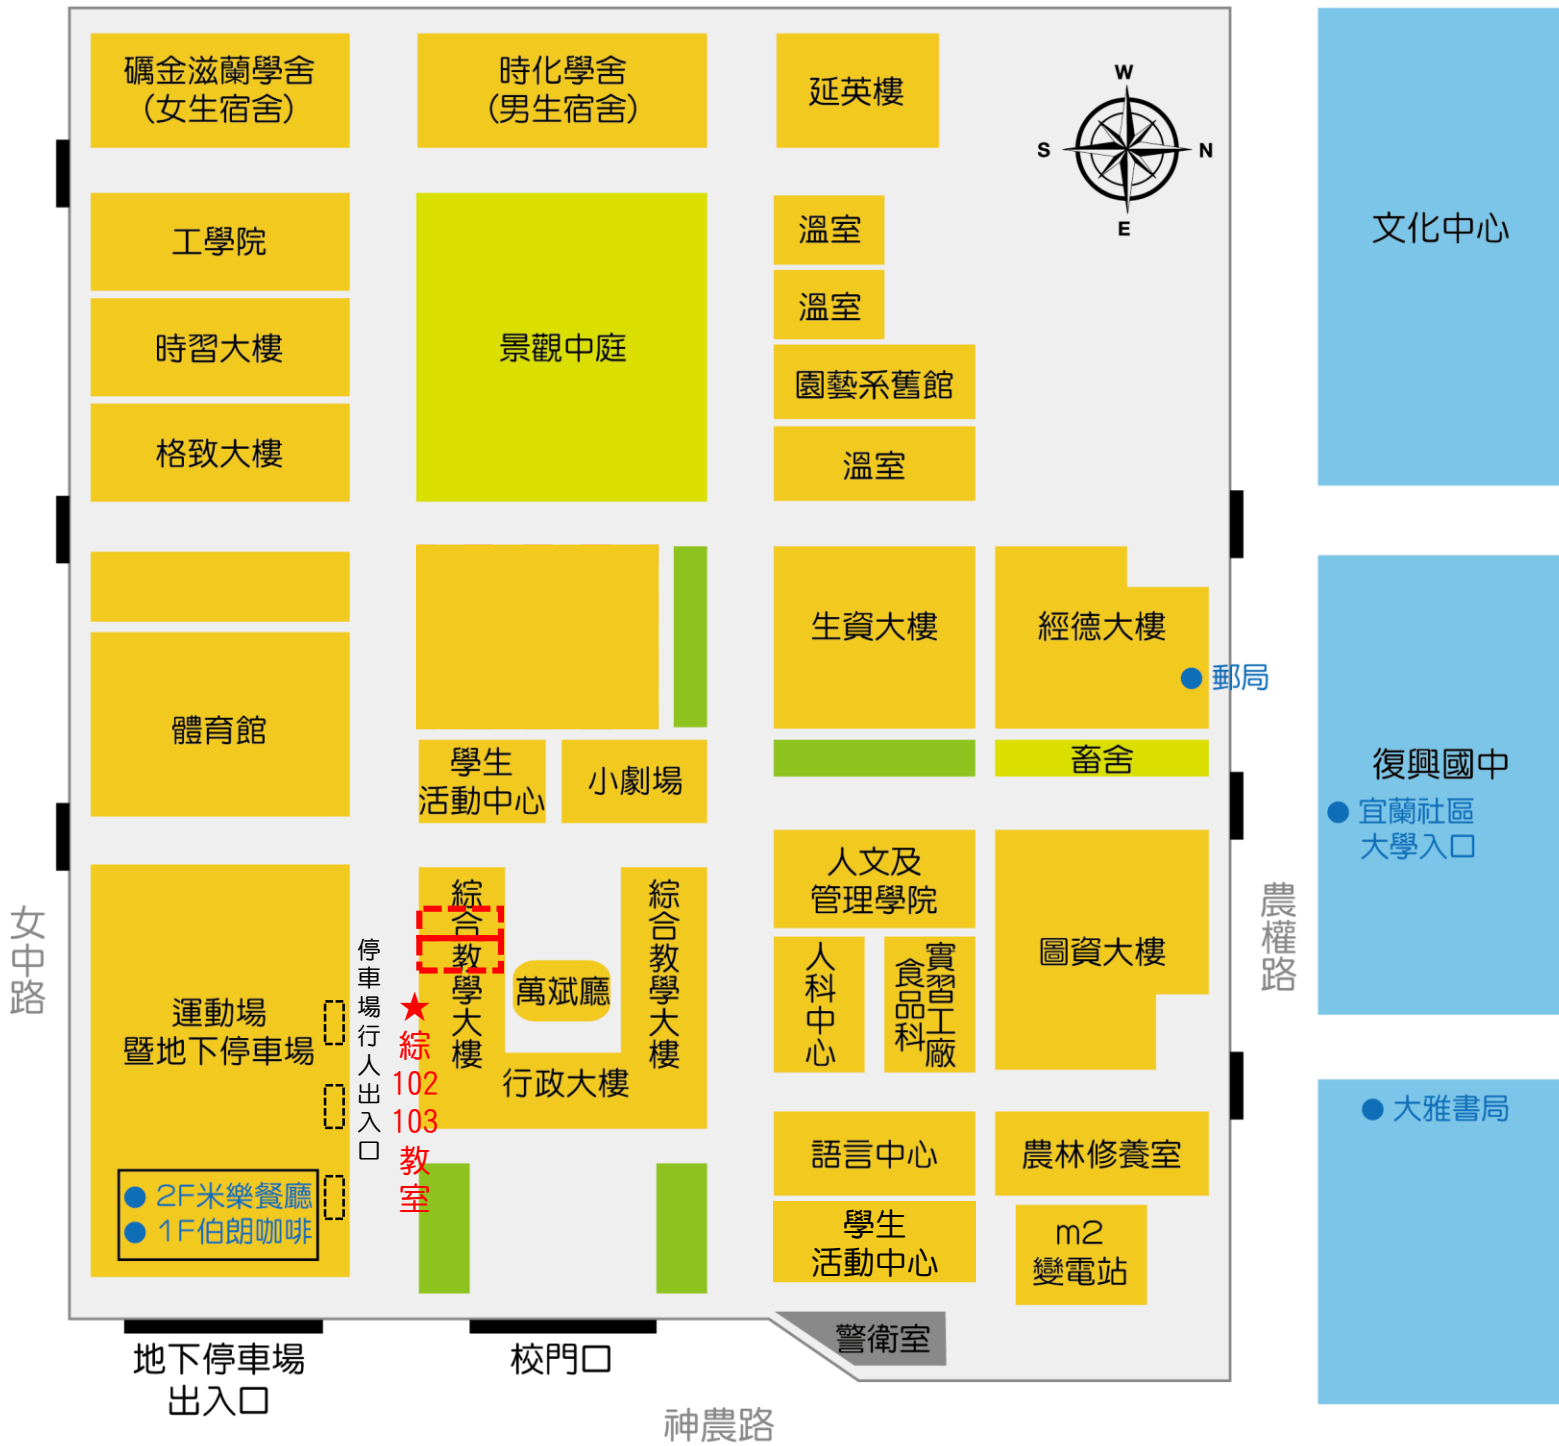 礪金滋蘭學舍
(女生宿舍)
時化學舍
(男生宿舍)
延英樓
W
S
N
E
文化中心
工學院
時習大樓
格致大樓
景觀中庭
溫室
溫室
園藝系舊館
溫室
體育館
學生
活動中心
小劇場
生資大樓
經德大樓
郵局
畜舍
復興國中
宜蘭社區
大學入口
女中路
運動場
暨地下停車場
停車場行人出入口
2F米樂餐廳
1F伯朗咖啡
★綜102 103教室
綜合教學大樓
萬斌廳
綜合教學大樓
行政大樓
人文及
管理學院
人科中心
食品科
實習工廠
圖資大樓
農權路
語言中心
農林修養室
學生
活動中心
m2
變電站
大雅書局
警衛室
地下停車場
出入口
校門口
神農路